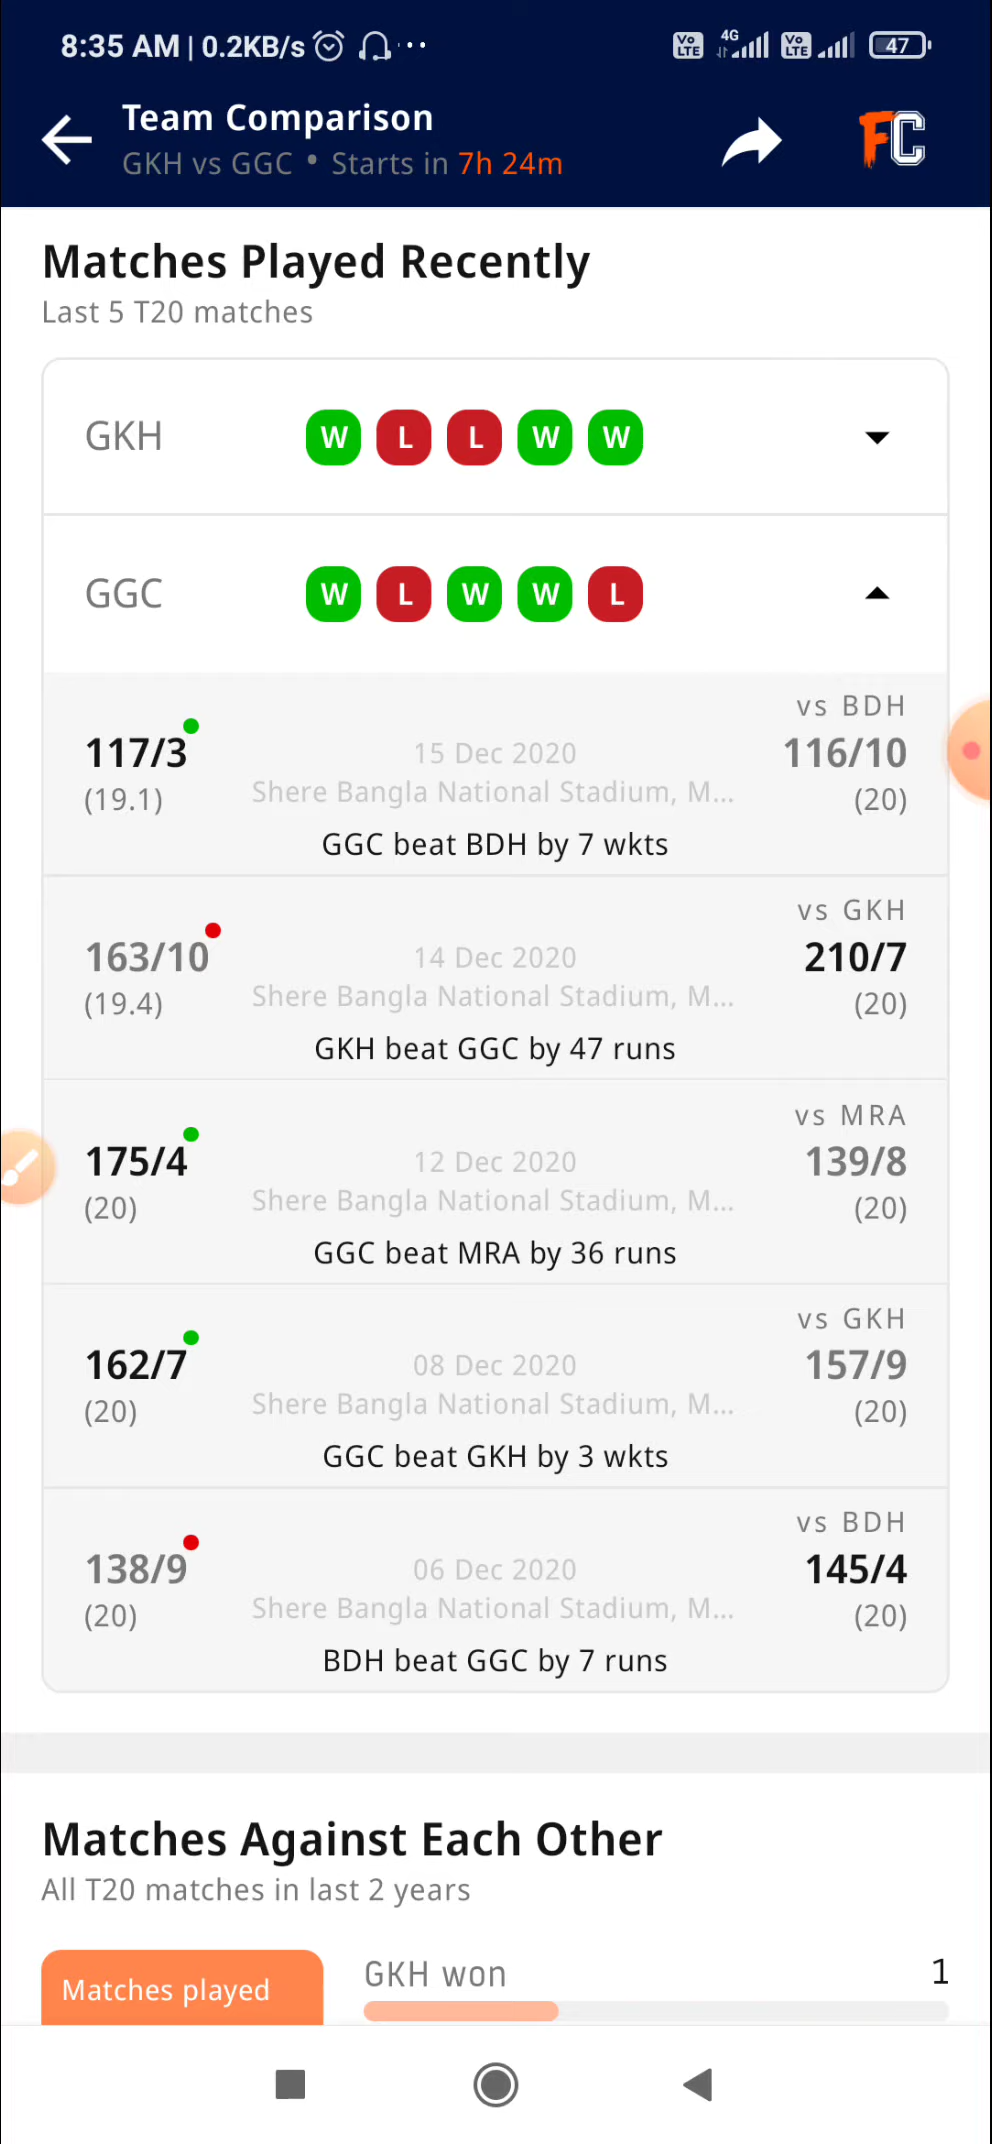 8:35 AM | 0.2KB/s
Vo LTE 4G Vo LTE 47
Team Comparison
GKH vs GGC • Starts in 7h 24m
FC
Matches Played Recently
Last 5 T20 matches
GKH W L L W W
GGC W L W W L
vs BDH
117/3 15 Dec 2020 116/10
(19.1) Shere Bangla National Stadium, M... (20)
GGC beat BDH by 7 wkts
vs GKH
163/10 14 Dec 2020 210/7
(19.4) Shere Bangla National Stadium, M... (20)
GKH beat GGC by 47 runs
vs MRA
175/4 12 Dec 2020 139/8
(20) Shere Bangla National Stadium, M... (20)
GGC beat MRA by 36 runs
vs GKH
162/7 08 Dec 2020 157/9
(20) Shere Bangla National Stadium, M... (20)
GGC beat GKH by 3 wkts
vs BDH
138/9 06 Dec 2020 145/4
(20) Shere Bangla National Stadium, M... (20)
BDH beat GGC by 7 runs
Matches Against Each Other
All T20 matches in last 2 years
Matches played GKH won 1